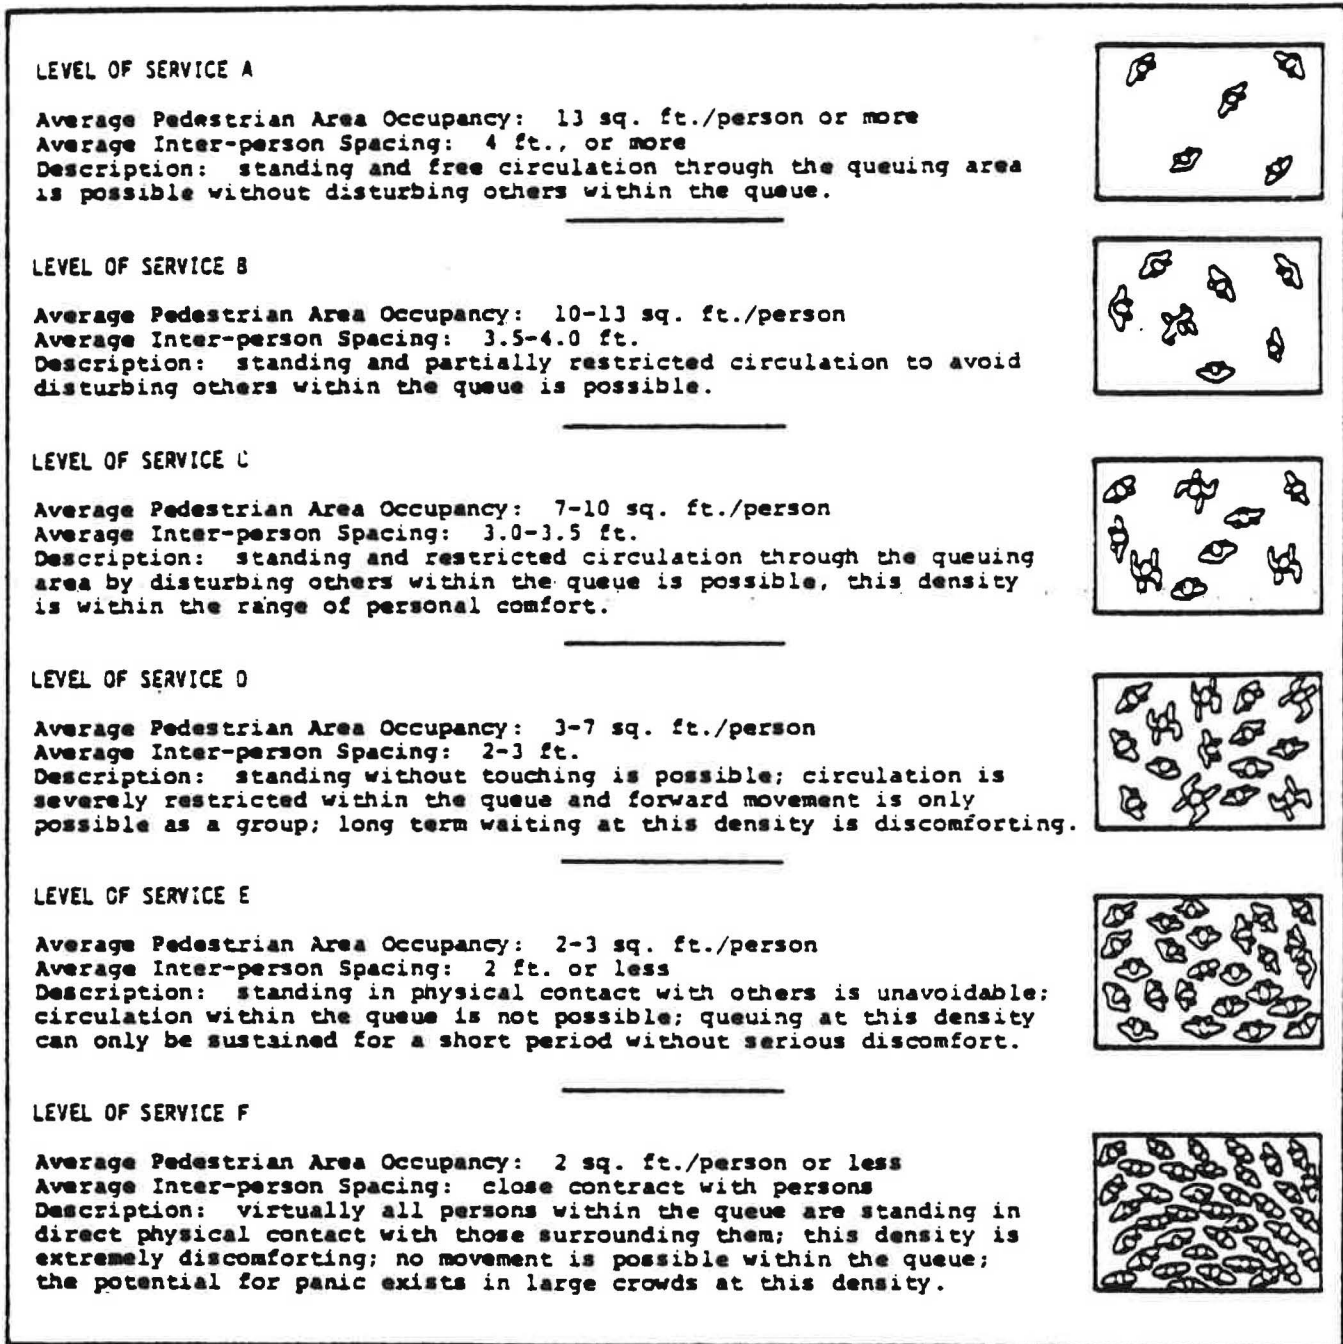 LEVEL OF SERVICE A
Average Pedestrian Area Occupancy: 13 sq. ft./person or more
Average Inter-person Spacing: 4 ft., or more
Description: standing and free circulation through the queuing area
is possible without disturbing others within the queue.
LEVEL OF SERVICE B
Average Pedestrian Area Occupancy: 10-13 sq. ft./person
Average Inter-person Spacing: 3.5-4.0 ft.
Description: standing and partially restricted circulation to avoid
disturbing others within the queue is possible.
LEVEL OF SERVICE C
Average Pedestrian Area Occupancy: 7-10 sq. ft./person
Average Inter-person Spacing: 3.0-3.5 ft.
Description: standing and restricted circulation through the queuing
area by disturbing others within the queue is possible, this density
is within the range of personal comfort.
LEVEL OF SERVICE D
Average Pedestrian Area Occupancy: 3-7 sq. ft./person
Average Inter-person Spacing: 2-3 ft.
Description: standing without touching is possible; circulation is
severely restricted within the queue and forward movement is only
possible as a group; long term waiting at this density is discomforting.
LEVEL OF SERVICE E
Average Pedestrian Area Occupancy: 2-3 sq. ft./person
Average Inter-person Spacing: 2 ft. or less
Description: standing in physical contact with others is unavoidable;
circulation within the queue is not possible; queuing at this density
can only be sustained for a short period without serious discomfort.
LEVEL OF SERVICE F
Average Pedestrian Area Occupancy: 2 sq. ft./person or less
Average Inter-person Spacing: close contract with persons
Description: virtually all persons within the queue are standing in
direct physical contact with those surrounding them; this density is
extremely discomforting; no movement is possible within the queue;
the potential for panic exists in large crowds at this density.